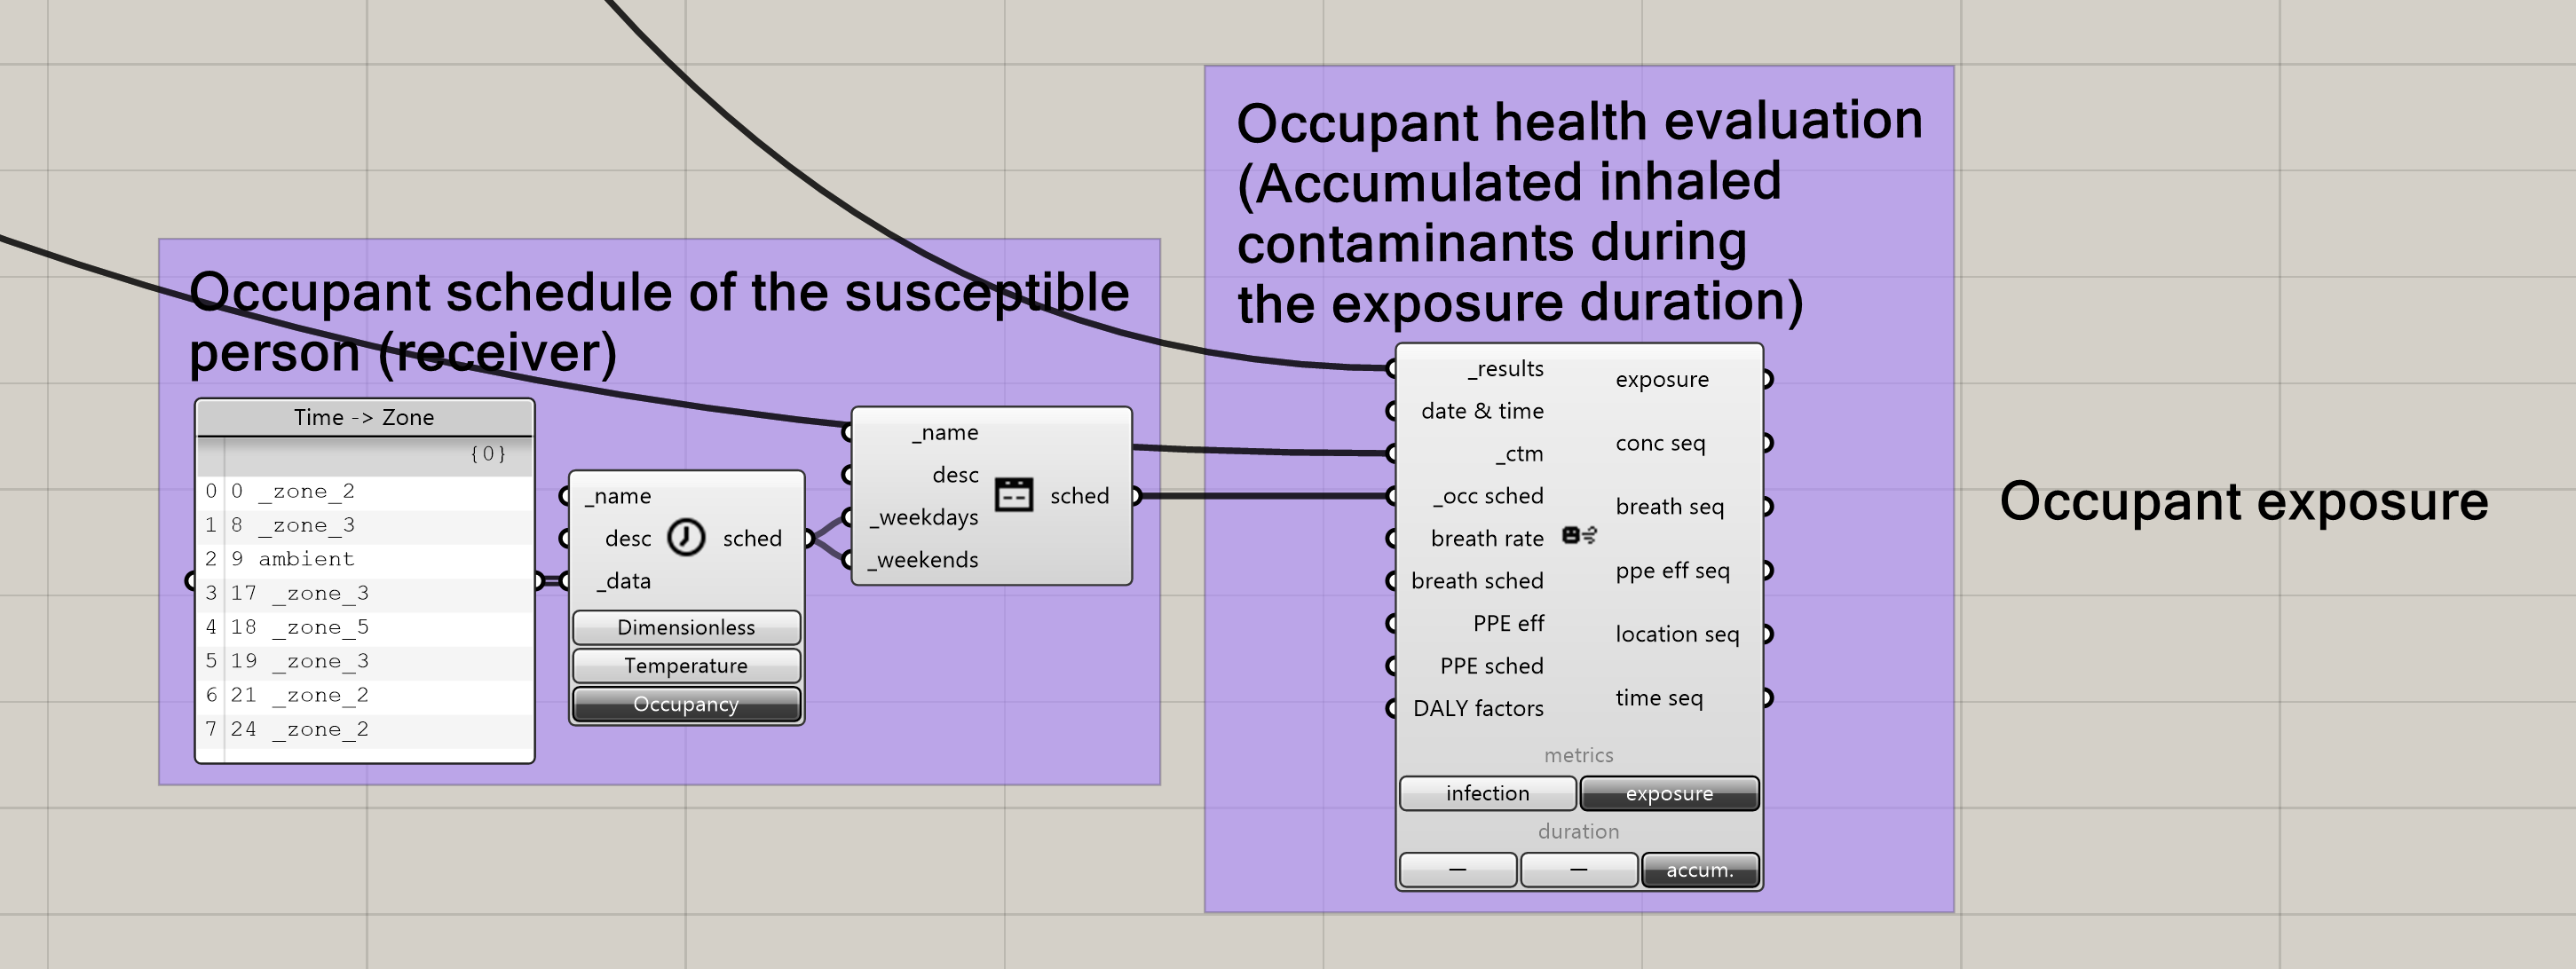 Occupant schedule of the susceptible
person (receiver)
Time -> Zone
{0}
0 0 _zone_2
1 8 _zone_3
2 9 ambient
3 17 _zone_3
4 18 _zone_5
5 19 _zone_3
6 21 _zone_2
7 24 _zone_2
_name
desc
_data
sched
Dimensionless
Temperature
Occupancy
_name
desc
_weekdays
_weekends
sched
Occupant health evaluation
(Accumulated inhaled
contaminants during
the exposure duration)
_results
date & time
_ctm
_occ sched
breath rate
breath sched
PPE eff
PPE sched
DALY factors
exposure
conc seq
breath seq
ppe eff seq
location seq
time seq
metrics
infection
exposure
duration
—
—
accum.
Occupant exposure